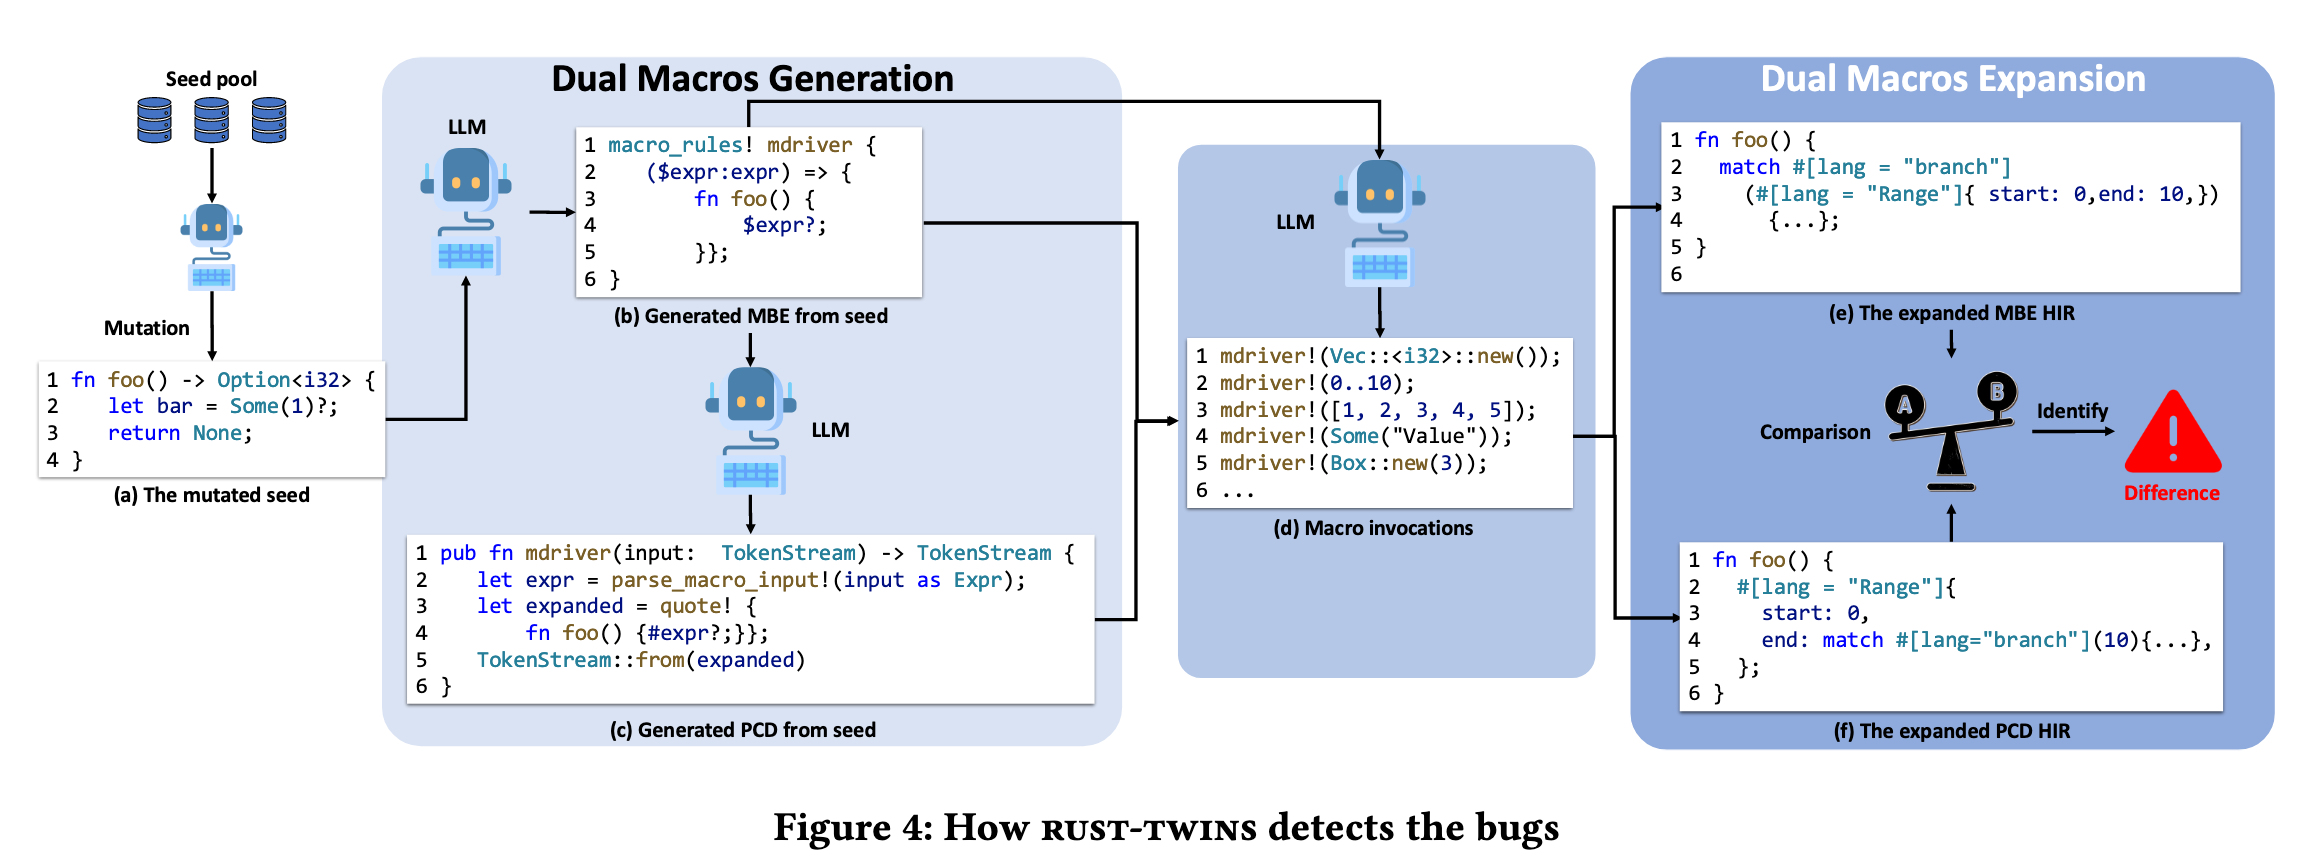 Seed pool
Mutation
1 fn foo() -> Option<i32> {
2    let bar = Some(1)?;
3    return None;
4 }
(a) The mutated seed
Dual Macros Generation
LLM
1 macro_rules! mdriver {
2    ($expr:expr) => {
3        fn foo() {
4            $expr?;
5        }};
6 }
(b) Generated MBE from seed
LLM
1 pub fn mdriver(input:  TokenStream) -> TokenStream {
2    let expr = parse_macro_input!(input as Expr);
3    let expanded = quote! {
4        fn foo() {#expr?;}};
5    TokenStream::from(expanded)
6 }
(c) Generated PCD from seed
LLM
1 mdriver!(Vec::<i32>::new());
2 mdriver!(0..10);
3 mdriver!([1, 2, 3, 4, 5]);
4 mdriver!(Some("Value"));
5 mdriver!(Box::new(3));
6 ...
(d) Macro invocations
Dual Macros Expansion
1 fn foo() {
2   match #[lang = "branch"]
3     (#[lang = "Range"]{ start: 0,end: 10,})
4       {...};
5 }
6
(e) The expanded MBE HIR
Comparison
A
B
Identify
Difference
1 fn foo() {
2   #[lang = "Range"]{
3     start: 0,
4     end: match #[lang="branch"](10){...},
5   };
6 }
(f) The expanded PCD HIR
Figure 4: How RUST-TWINS detects the bugs